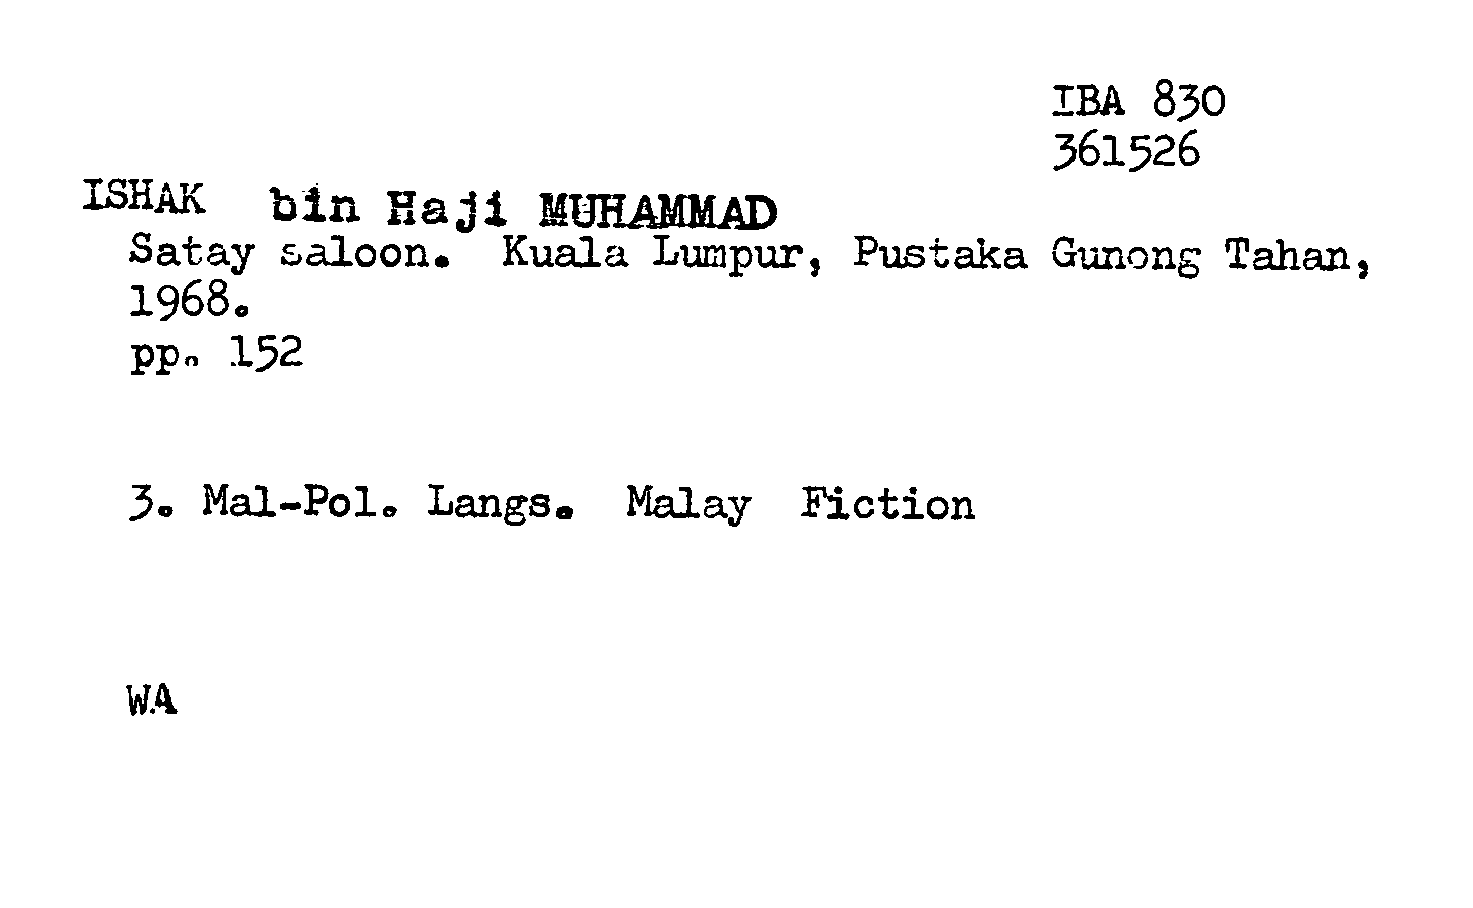 IBA 830
361526
ISHAK bin Haji MUHAMMAD
Satay saloon. Kuala Lumpur, Pustaka Gunong Tahan,
1968.
pp. 152
3. Mal-Pol. Langs. Malay Fiction
WA